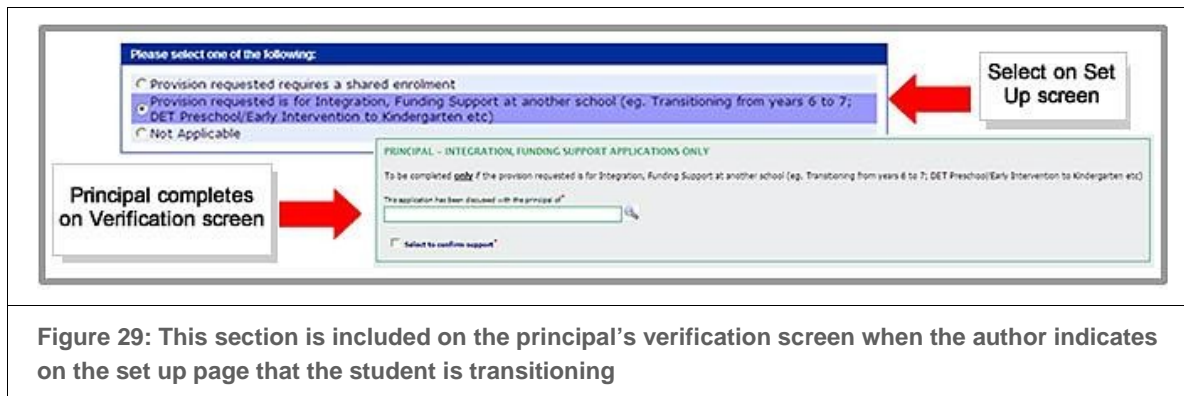 Please select one of the following:
Provision requested requires a shared enrolment
Provision requested is for Integration, Funding Support at another school (eg. Transitioning from years 6 to 7;
DET Preschool/Early Intervention to Kindergarten etc)
Not Applicable
Select on Set
Up screen
PRINCIPAL – INTEGRATION, FUNDING SUPPORT APPLICATIONS ONLY
To be completed only if the provision requested is for Integration, Funding Support at another school (eg. Transitioning from years 6 to 7; DET Preschool/Early Intervention to Kindergarten etc)
This application has been discussed with the principal of*
Select to confirm support*
Principal completes
on Verification screen
Figure 29: This section is included on the principal’s verification screen when the author indicates
on the set up page that the student is transitioning